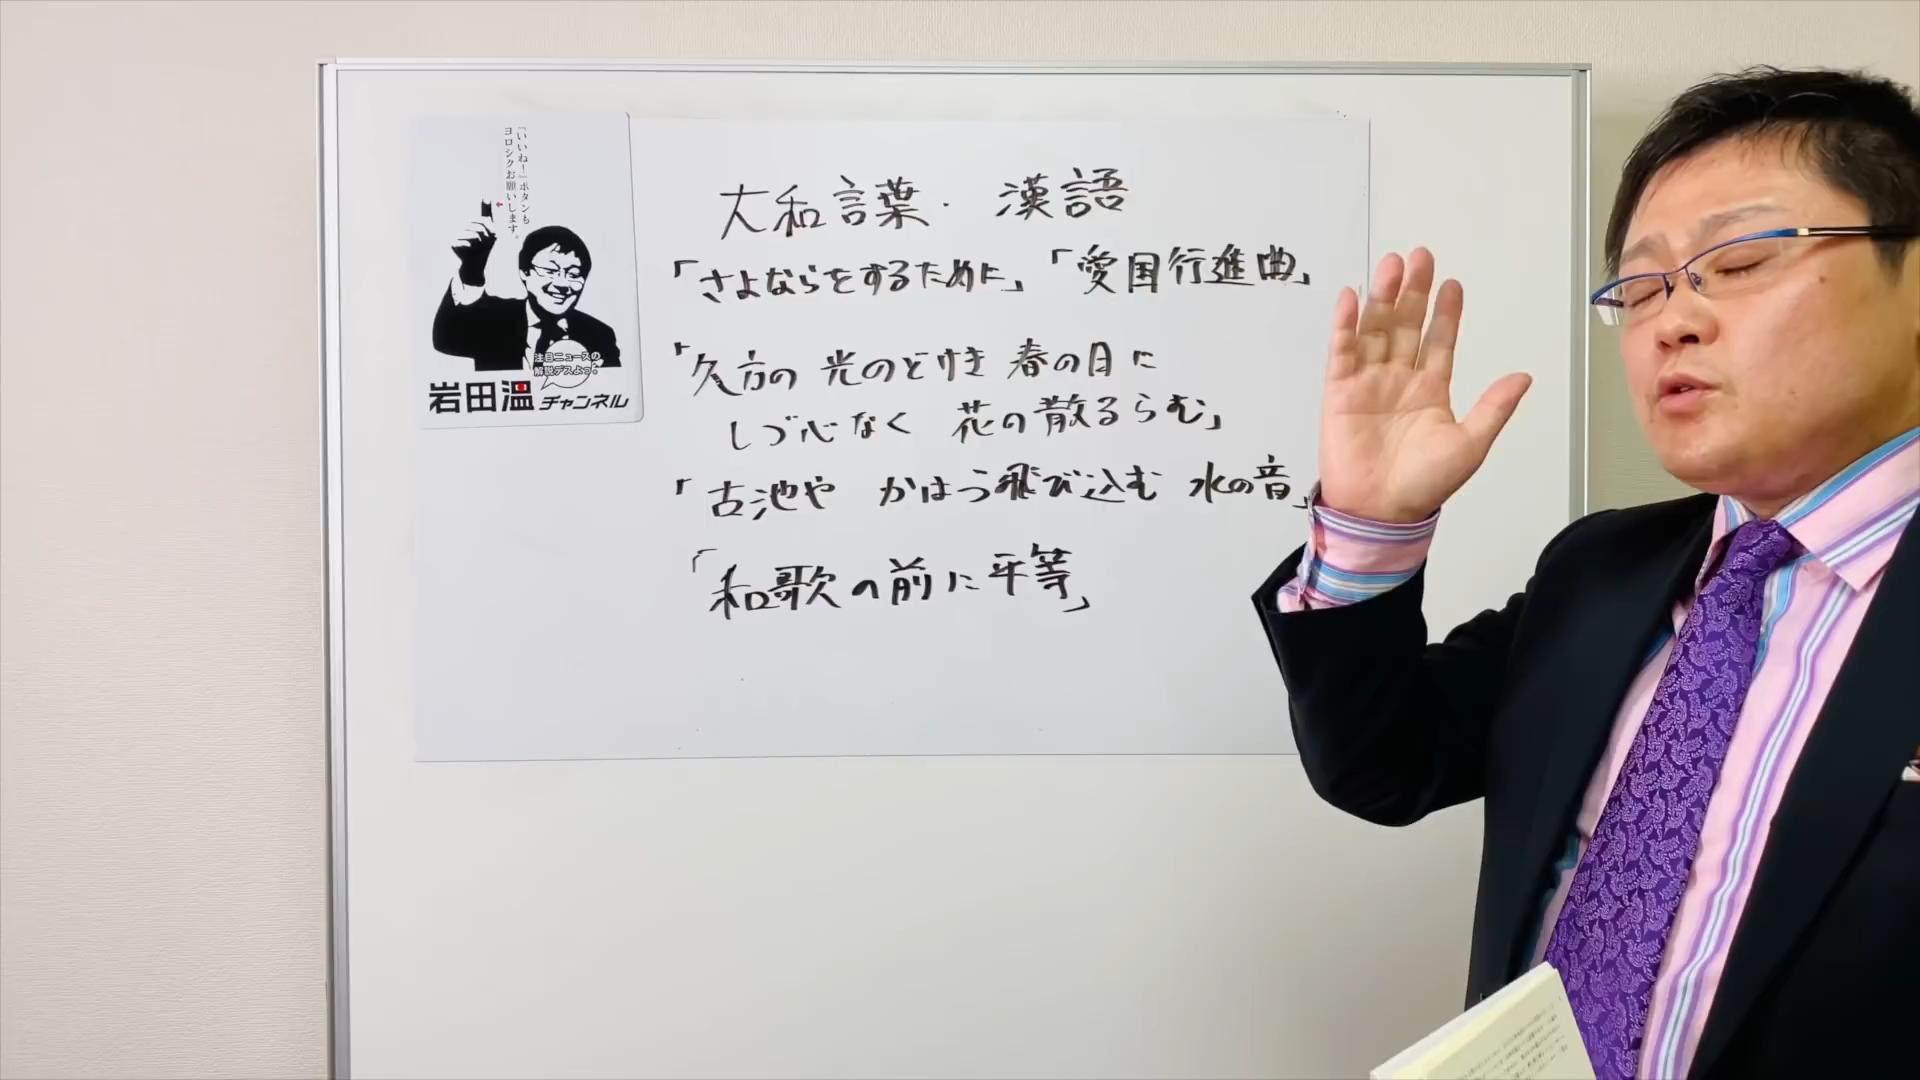 「いいね！」ボタンも
ヨロシクお願いします。
注目ニュースの
解説デスよっ。
岩田温チャンネル
大和言葉・漢語
「さよならをするために」「愛国行進曲」
「久方の 光のどけき 春の日に
しづ心なく 花の散るらむ」
「古池や かはづ飛び込む 水の音」
「和歌の前に平等」